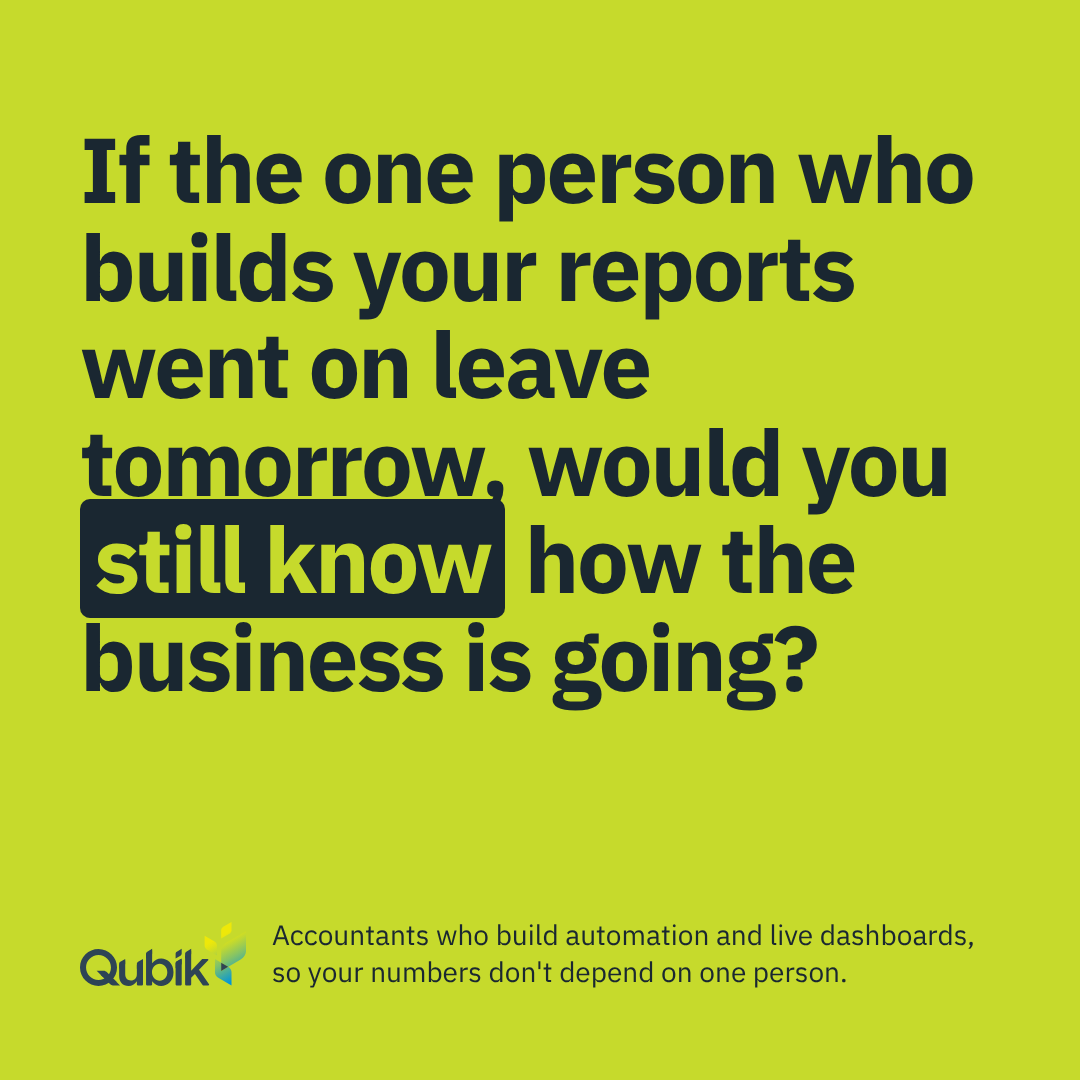 If the one person who
builds your reports
went on leave
tomorrow, would you
still know how the
business is going?
Qubik
Accountants who build automation and live dashboards,
so your numbers don't depend on one person.